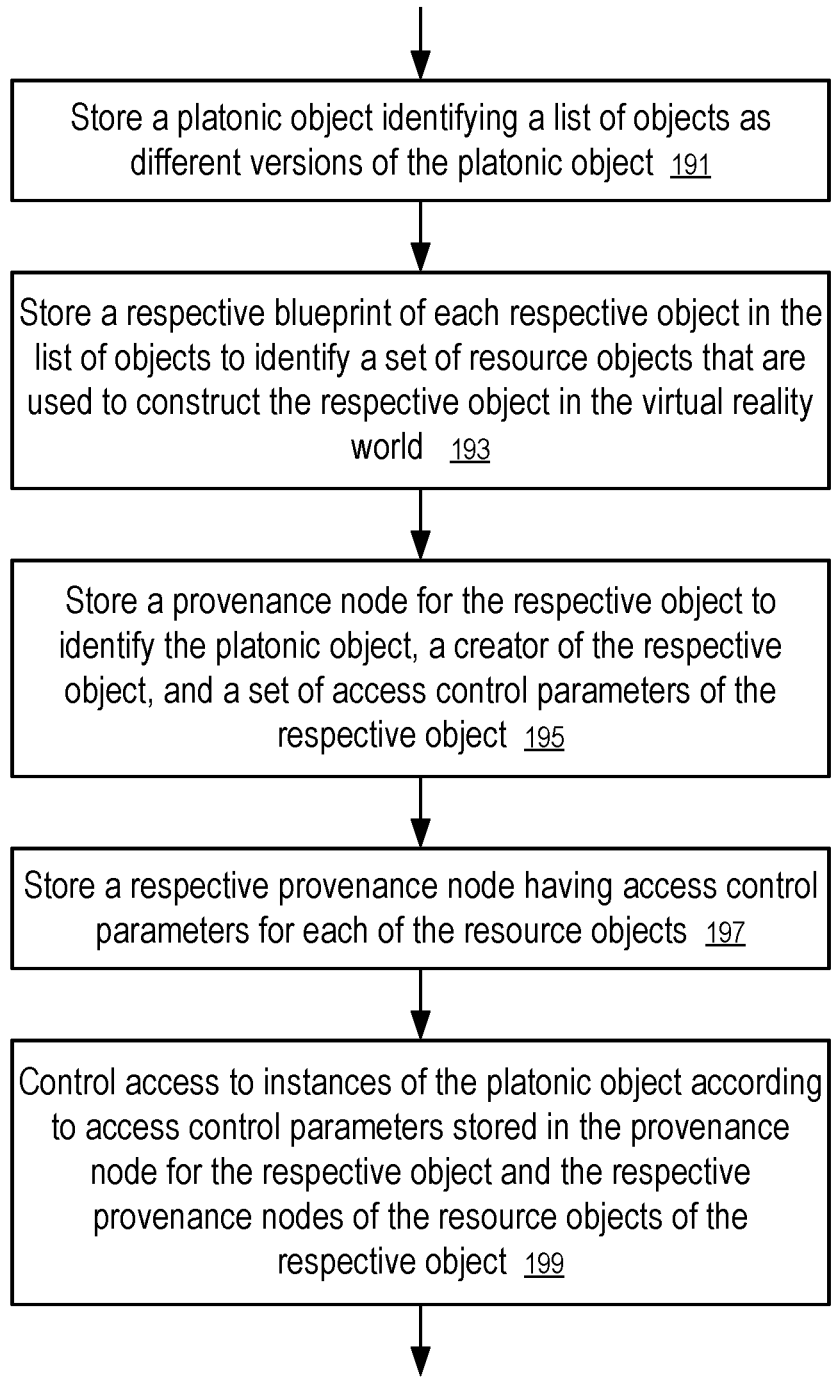 Store a platonic object identifying a list of objects as
different versions of the platonic object 191
Store a respective blueprint of each respective object in the
list of objects to identify a set of resource objects that are
used to construct the respective object in the virtual reality
world 193
Store a provenance node for the respective object to
identify the platonic object, a creator of the respective
object, and a set of access control parameters of the
respective object 195
Store a respective provenance node having access control
parameters for each of the resource objects 197
Control access to instances of the platonic object according
to access control parameters stored in the provenance
node for the respective object and the respective
provenance nodes of the resource objects of the
respective object 199